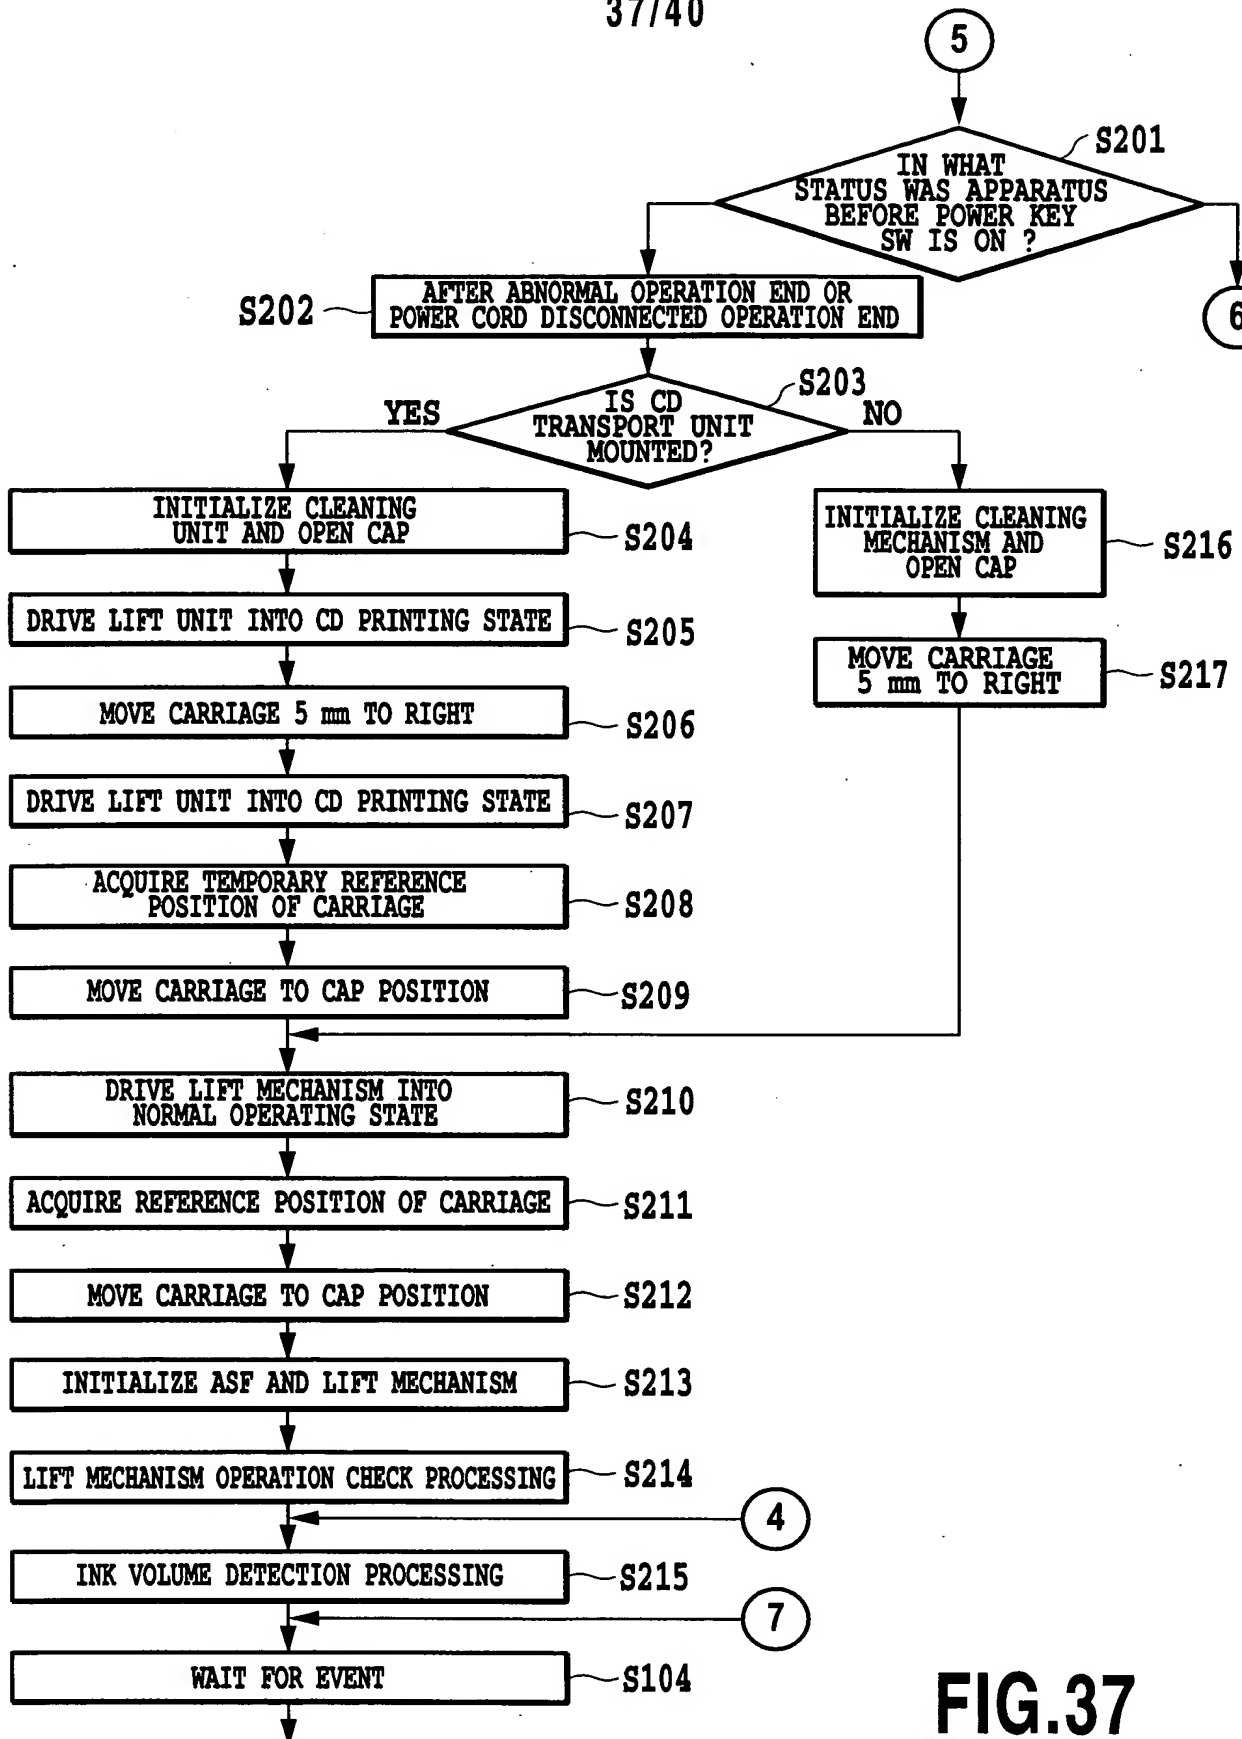 37/40
5
S201
IN WHAT
STATUS WAS APPARATUS
BEFORE POWER KEY
SW IS ON ?
S202
AFTER ABNORMAL OPERATION END OR
POWER CORD DISCONNECTED OPERATION END
6
S203
YES
IS CD
TRANSPORT UNIT
MOUNTED?
NO
INITIALIZE CLEANING
UNIT AND OPEN CAP
S204
INITIALIZE CLEANING
MECHANISM AND
OPEN CAP
S216
DRIVE LIFT UNIT INTO CD PRINTING STATE
S205
MOVE CARRIAGE
5 mm TO RIGHT
S217
MOVE CARRIAGE 5 mm TO RIGHT
S206
DRIVE LIFT UNIT INTO CD PRINTING STATE
S207
ACQUIRE TEMPORARY REFERENCE
POSITION OF CARRIAGE
S208
MOVE CARRIAGE TO CAP POSITION
S209
DRIVE LIFT MECHANISM INTO
NORMAL OPERATING STATE
S210
ACQUIRE REFERENCE POSITION OF CARRIAGE
S211
MOVE CARRIAGE TO CAP POSITION
S212
INITIALIZE ASF AND LIFT MECHANISM
S213
LIFT MECHANISM OPERATION CHECK PROCESSING
S214
4
INK VOLUME DETECTION PROCESSING
S215
7
WAIT FOR EVENT
S104
FIG.37